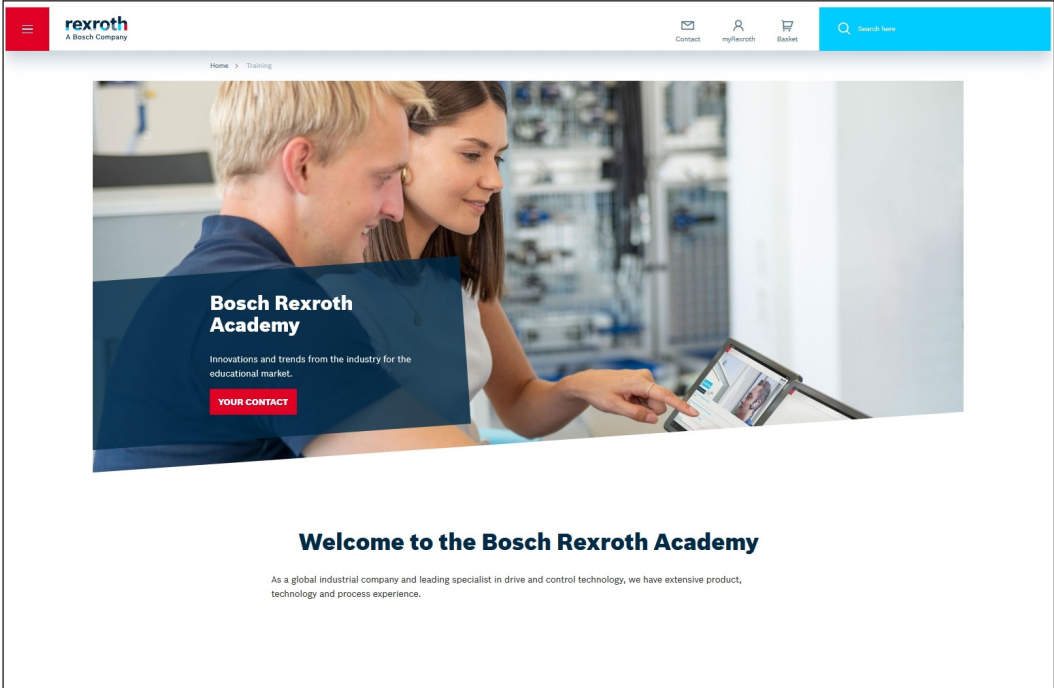 rexroth
A Bosch Company
Contact
myRexroth
Basket
Search here
Home > Training
Bosch Rexroth
Academy
Innovations and trends from the industry for the
educational market.
YOUR CONTACT
Welcome to the Bosch Rexroth Academy
As a global industrial company and leading specialist in drive and control technology, we have extensive product,
technology and process experience.